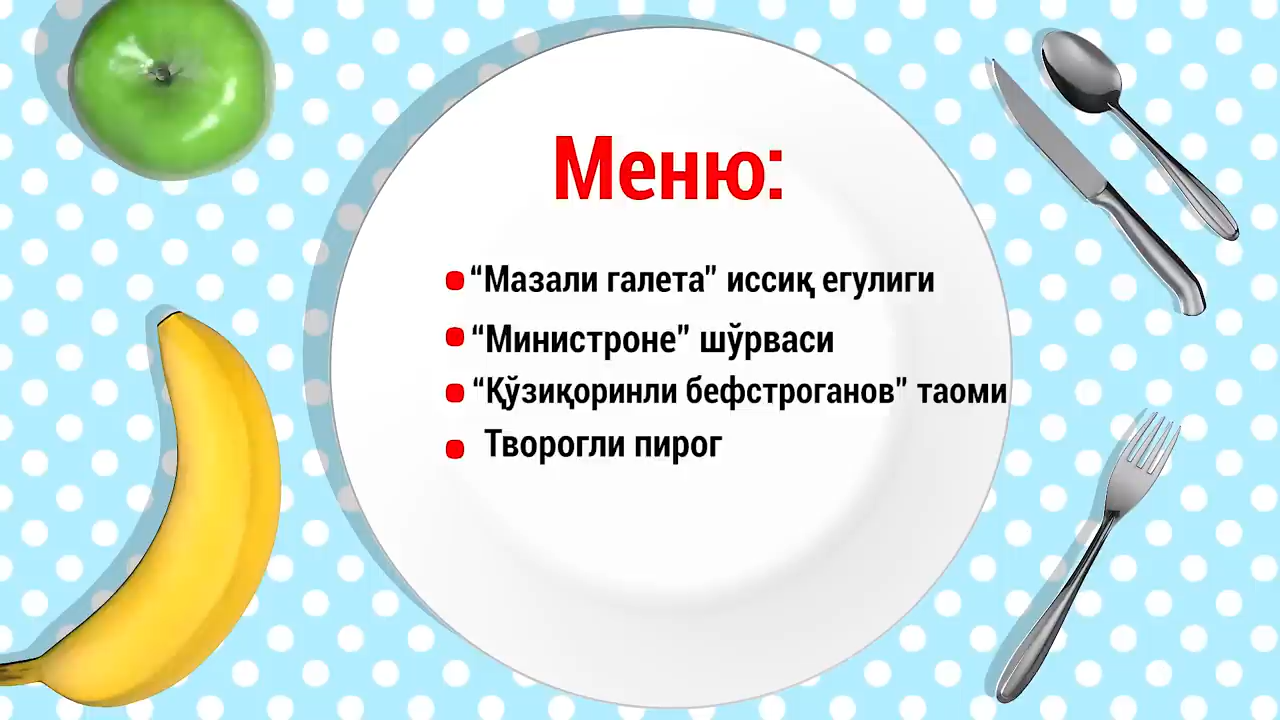 Меню:
“Мазали галета” иссиқ егулиги
“Министроне” шўрваси
“Қўзиқоринли бефстроганов” таоми
Творогли пирог